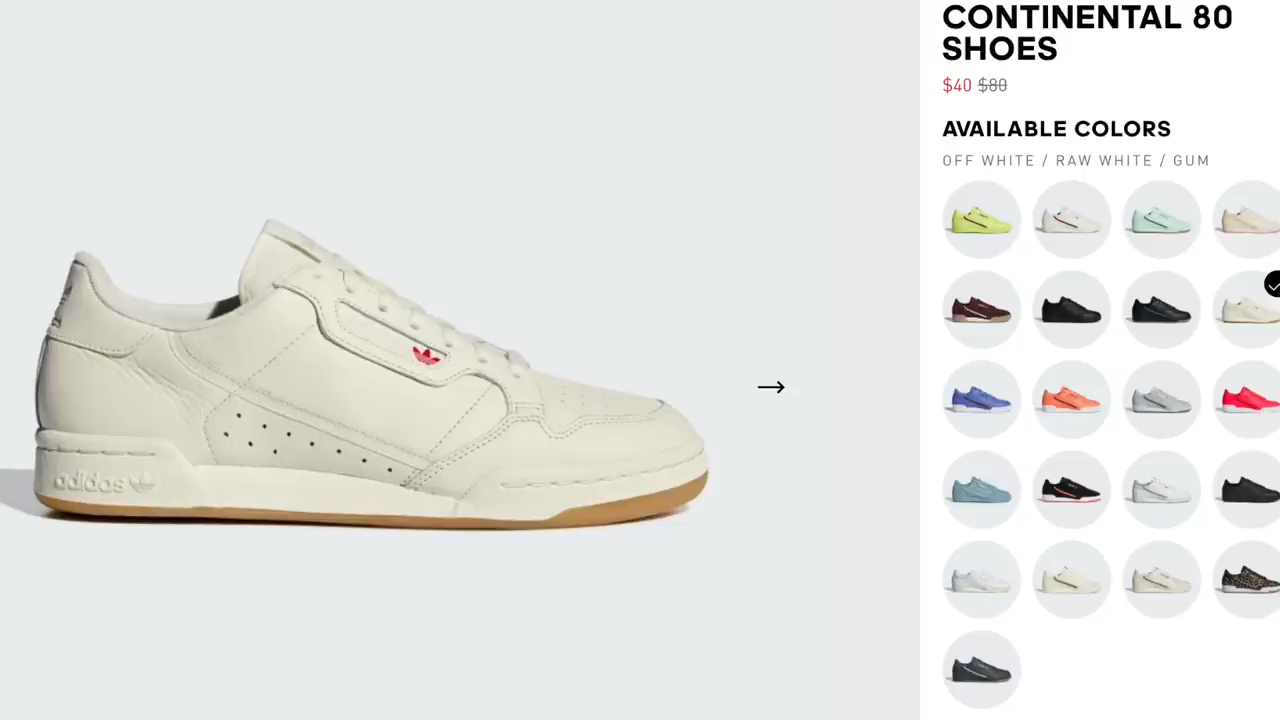 CONTINENTAL 80
SHOES
$40 $80
AVAILABLE COLORS
OFF WHITE / RAW WHITE / GUM
adidas